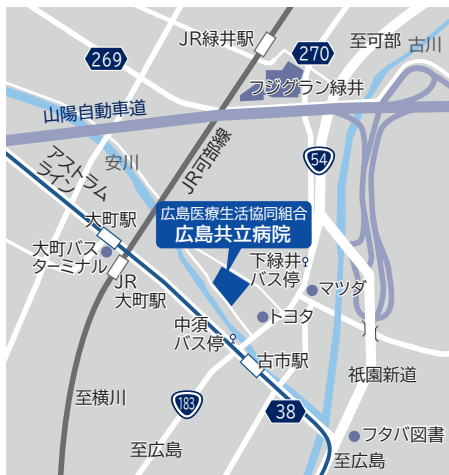 JR緑井駅
269
270
至可部
古川
フジグラン緑井
山陽自動車道
54
安川
JR可部線
アストラム
ライン
大町駅
広島医療生活協同組合
広島共立病院
大町バス
ターミナル
JR
大町駅
下緑井
バス停
マツダ
トヨタ
中須
バス停
古市駅
祇園新道
至横川
183
38
至広島
フタバ図書
至広島